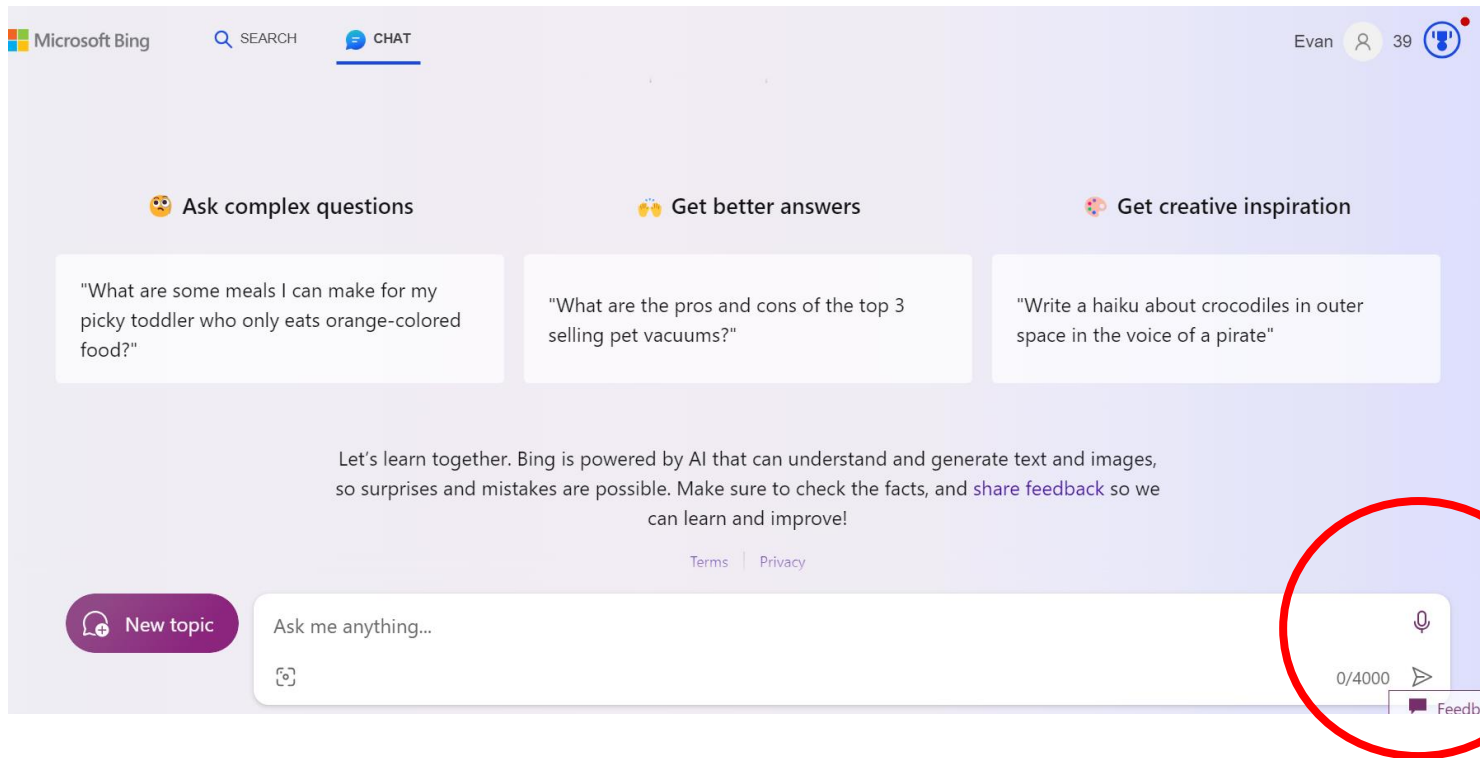 Microsoft Bing SEARCH CHAT Evan 39
Ask complex questions
Get better answers
Get creative inspiration
"What are some meals I can make for my
picky toddler who only eats orange-colored
food?"
"What are the pros and cons of the top 3
selling pet vacuums?"
"Write a haiku about crocodiles in outer
space in the voice of a pirate"
Let's learn together. Bing is powered by AI that can understand and generate text and images,
so surprises and mistakes are possible. Make sure to check the facts, and share feedback so we
can learn and improve!
Terms Privacy
New topic
Ask me anything...
0/4000
Feedb